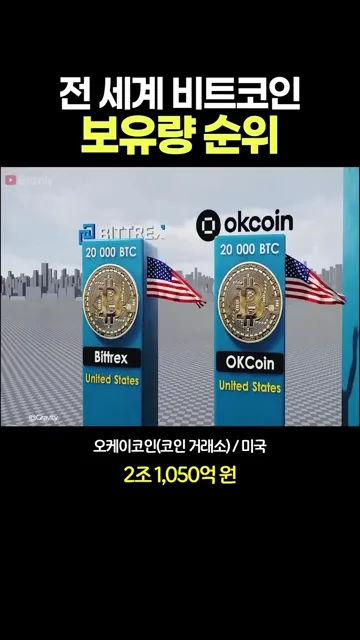 전 세계 비트코인
보유량 순위
Gravity
BITTREX
okcoin
20 000 BTC
20 000 BTC
Bittrex
OKCoin
United States
United States
@Gravity
오케이코인(코인 거래소) / 미국
2조 1,050억 원